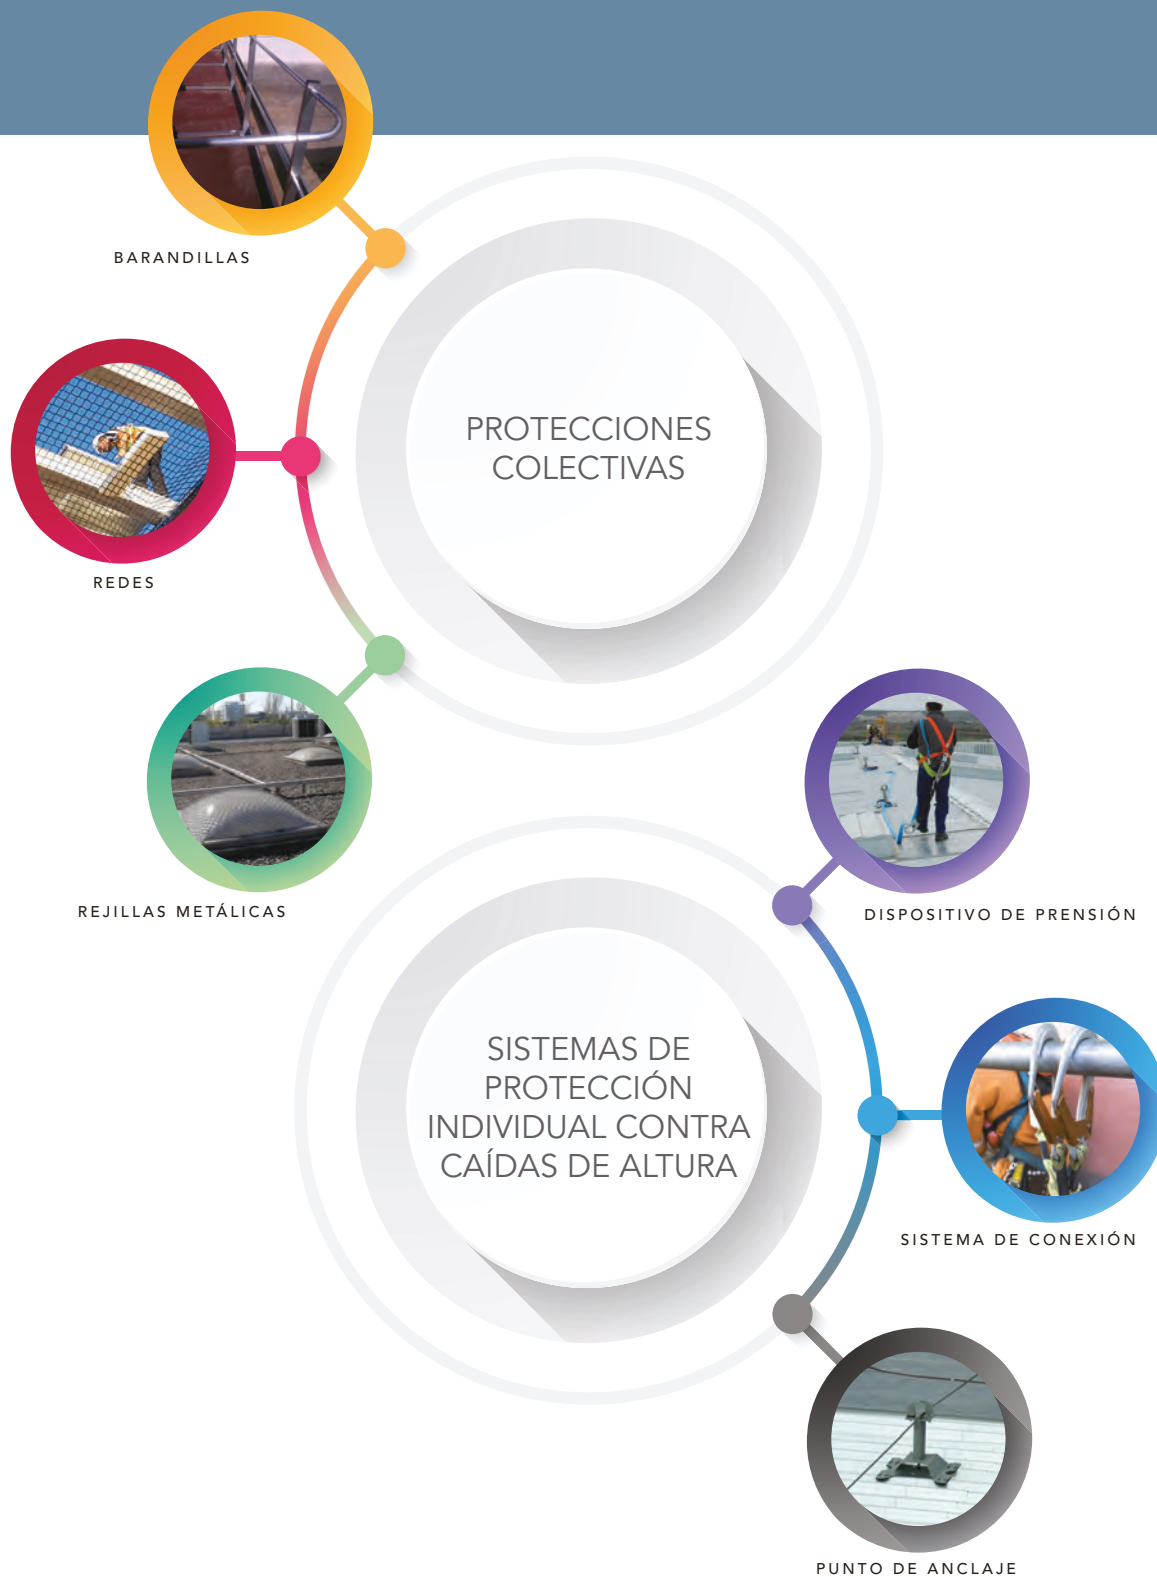 BARANDILLAS
PROTECCIONES
COLECTIVAS
REDES
REJILLAS METÁLICAS
DISPOSITIVO DE PRENSIÓN
SISTEMAS DE
PROTECCIÓN
INDIVIDUAL CONTRA
CAÍDAS DE ALTURA
SISTEMA DE CONEXIÓN
PUNTO DE ANCLAJE